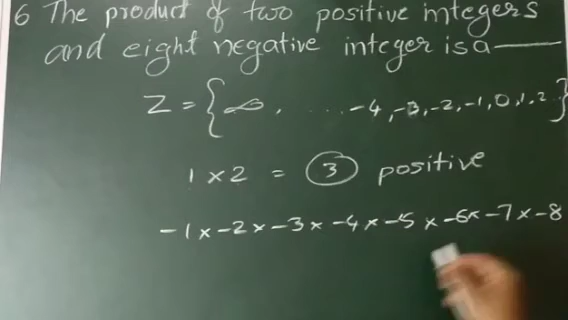 6 The product of two positive integers
and eight negative integer is a ———
Z = { ∞, ..... -4, -3, -2, -1, 0, 1, 2 }
1 × 2 = 3 positive
-1 × -2 × -3 × -4 × -5 × -6 × -7 × -8